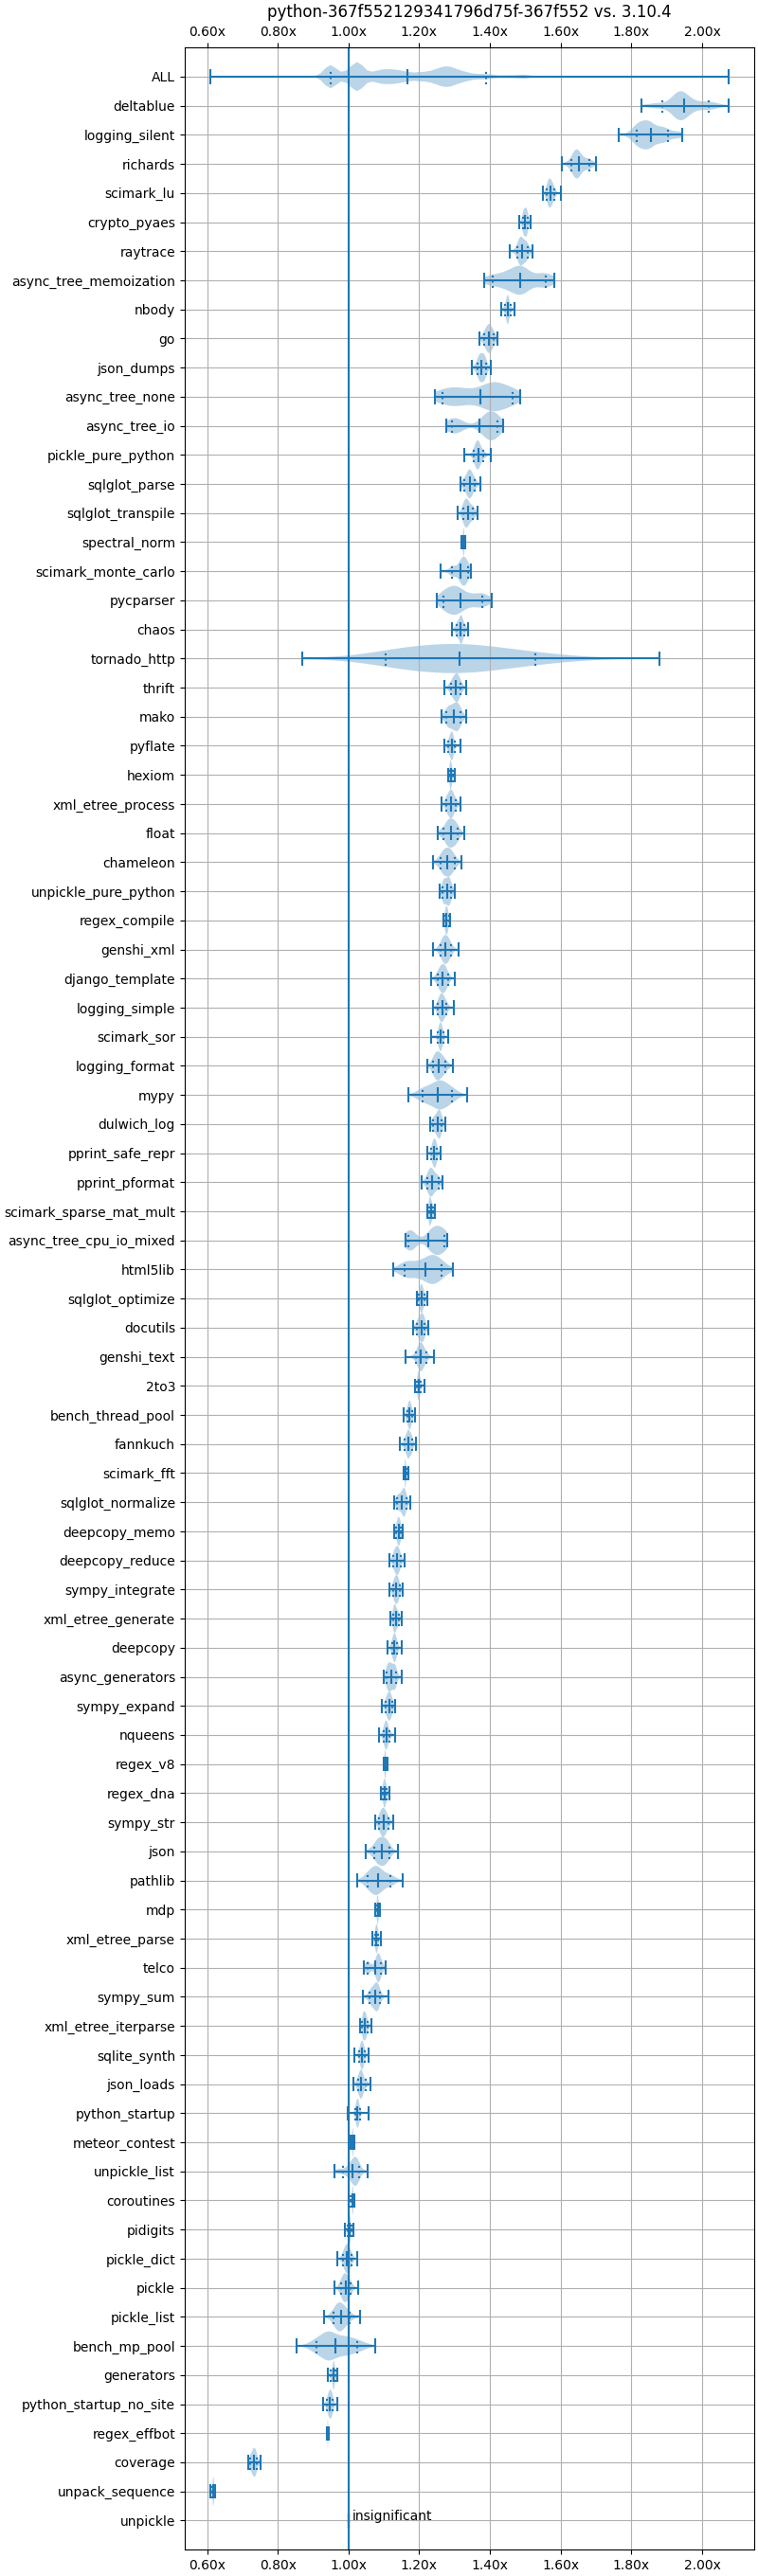 python-367f552129341796d75f-367f552 vs. 3.10.4
0.60x 0.80x 1.00x 1.20x 1.40x 1.60x 1.80x 2.00x
ALL
deltablue
logging_silent
richards
scimark_lu
crypto_pyaes
raytrace
async_tree_memoization
nbody
go
json_dumps
async_tree_none
async_tree_io
pickle_pure_python
sqlglot_parse
sqlglot_transpile
spectral_norm
scimark_monte_carlo
pycparser
chaos
tornado_http
thrift
mako
pyflate
hexiom
xml_etree_process
float
chameleon
unpickle_pure_python
regex_compile
genshi_xml
django_template
logging_simple
scimark_sor
logging_format
mypy
dulwich_log
pprint_safe_repr
pprint_pformat
scimark_sparse_mat_mult
async_tree_cpu_io_mixed
html5lib
sqlglot_optimize
docutils
genshi_text
2to3
bench_thread_pool
fannkuch
scimark_fft
sqlglot_normalize
deepcopy_memo
deepcopy_reduce
sympy_integrate
xml_etree_generate
deepcopy
async_generators
sympy_expand
nqueens
regex_v8
regex_dna
sympy_str
json
pathlib
mdp
xml_etree_parse
telco
sympy_sum
xml_etree_iterparse
sqlite_synth
json_loads
python_startup
meteor_contest
unpickle_list
coroutines
pidigits
pickle_dict
pickle
pickle_list
bench_mp_pool
generators
python_startup_no_site
regex_effbot
coverage
unpack_sequence
unpickle insignificant
0.60x 0.80x 1.00x 1.20x 1.40x 1.60x 1.80x 2.00x